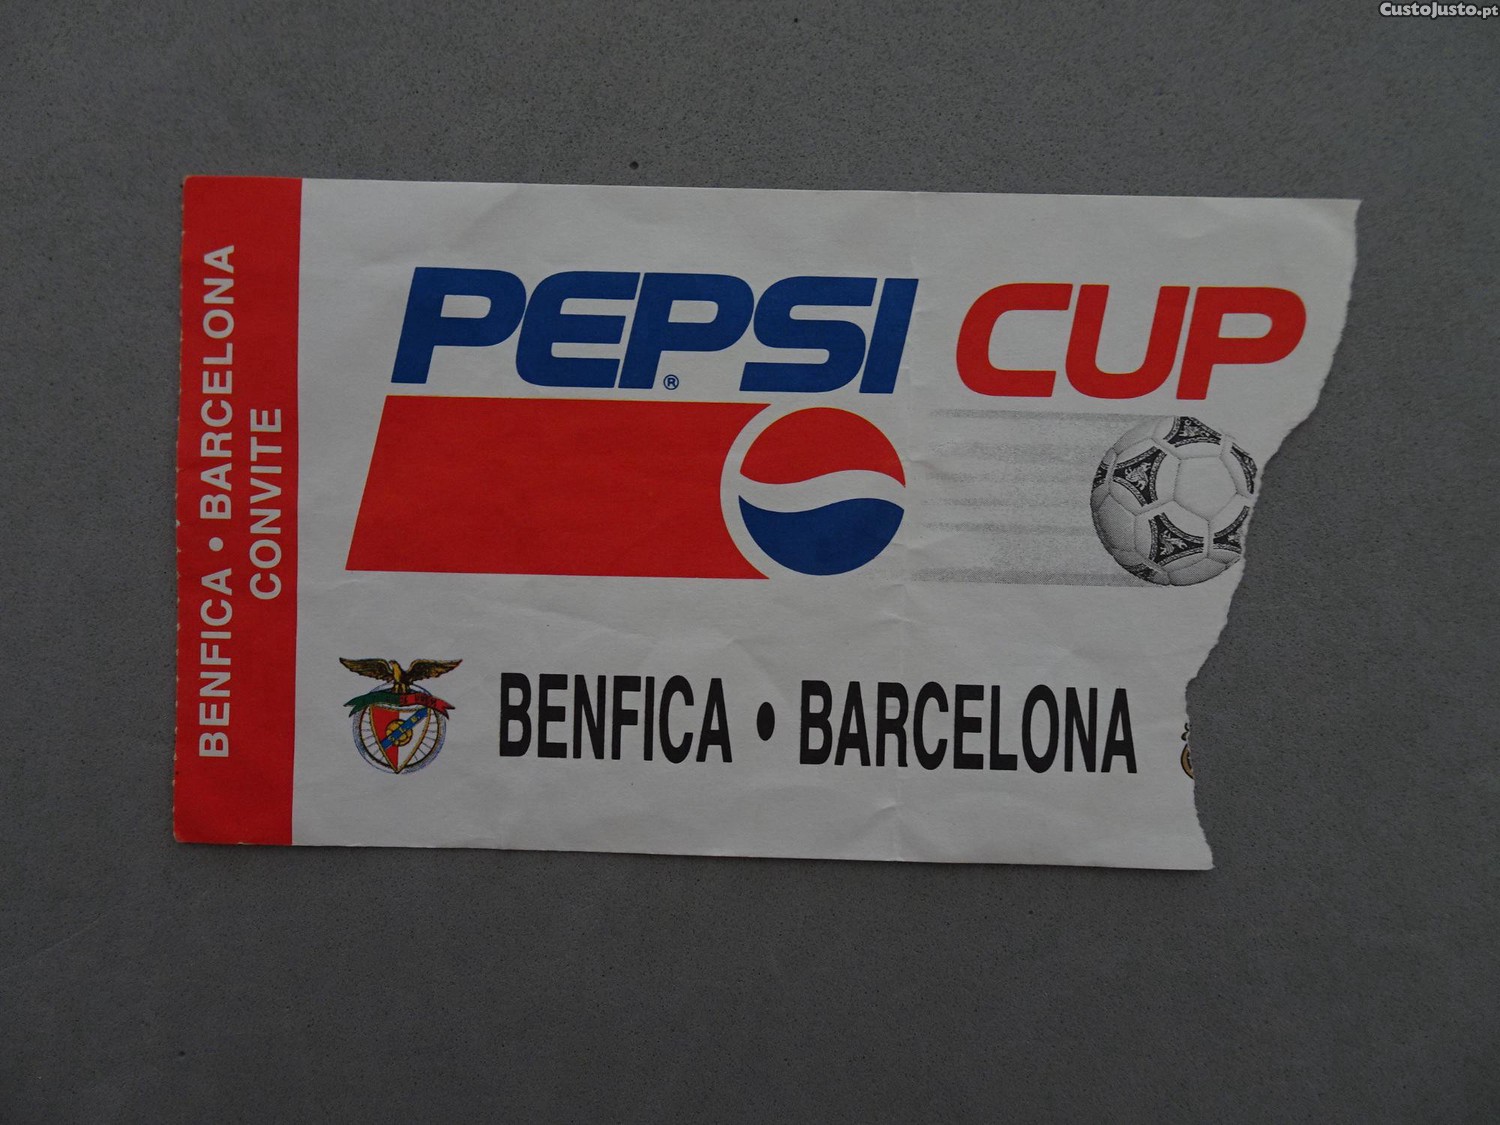 CustoJusto.pt
BENFICA • BARCELONA
CONVITE
PEPSI® CUP
BENFICA • BARCELONA